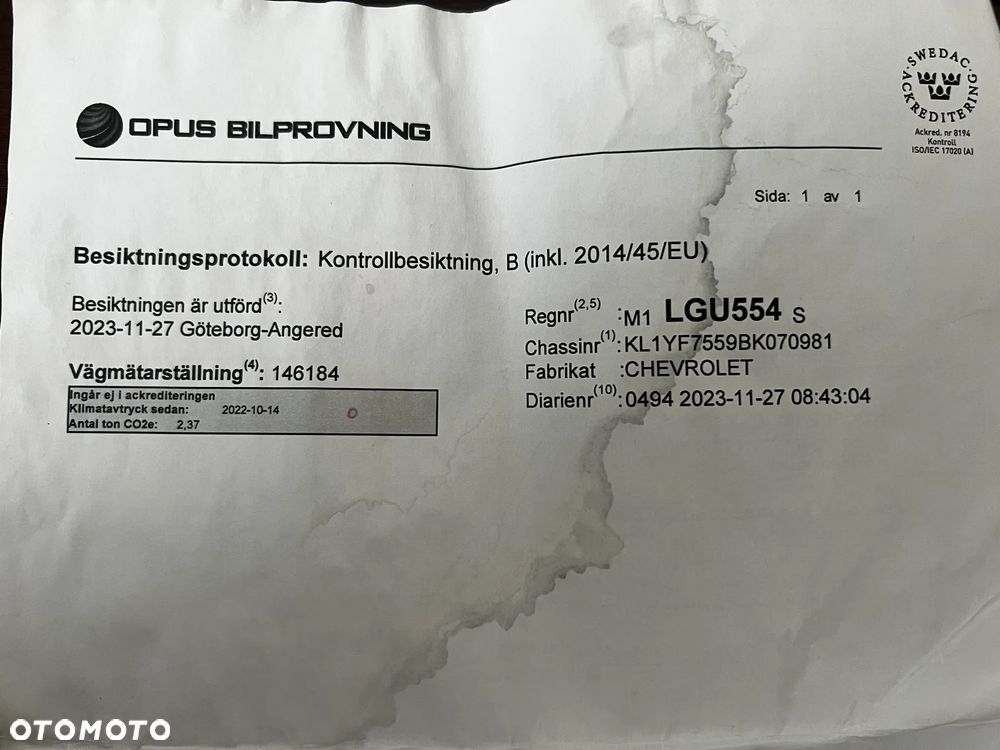 OPUS BILPROVNING
·SWEDAC·
ACKREDITERING
Ackred. nr 8194
Kontroll
ISO/IEC 17020 (A)
Sida: 1 av 1
Besiktningsprotokoll: Kontrollbesiktning, B (inkl. 2014/45/EU)
Besiktningen är utförd(3):
2023-11-27 Göteborg-Angered
Vägmätarställning(4): 146184
Ingår ej i ackrediteringen
Klimatavtryck sedan: 2022-10-14
Antal ton CO2e: 2,37
Regnr(2,5) :M1 LGU554 S
Chassinr(1):KL1YF7559BK070981
Fabrikat :CHEVROLET
Diarienr(10):0494 2023-11-27 08:43:04
OTOMOTO